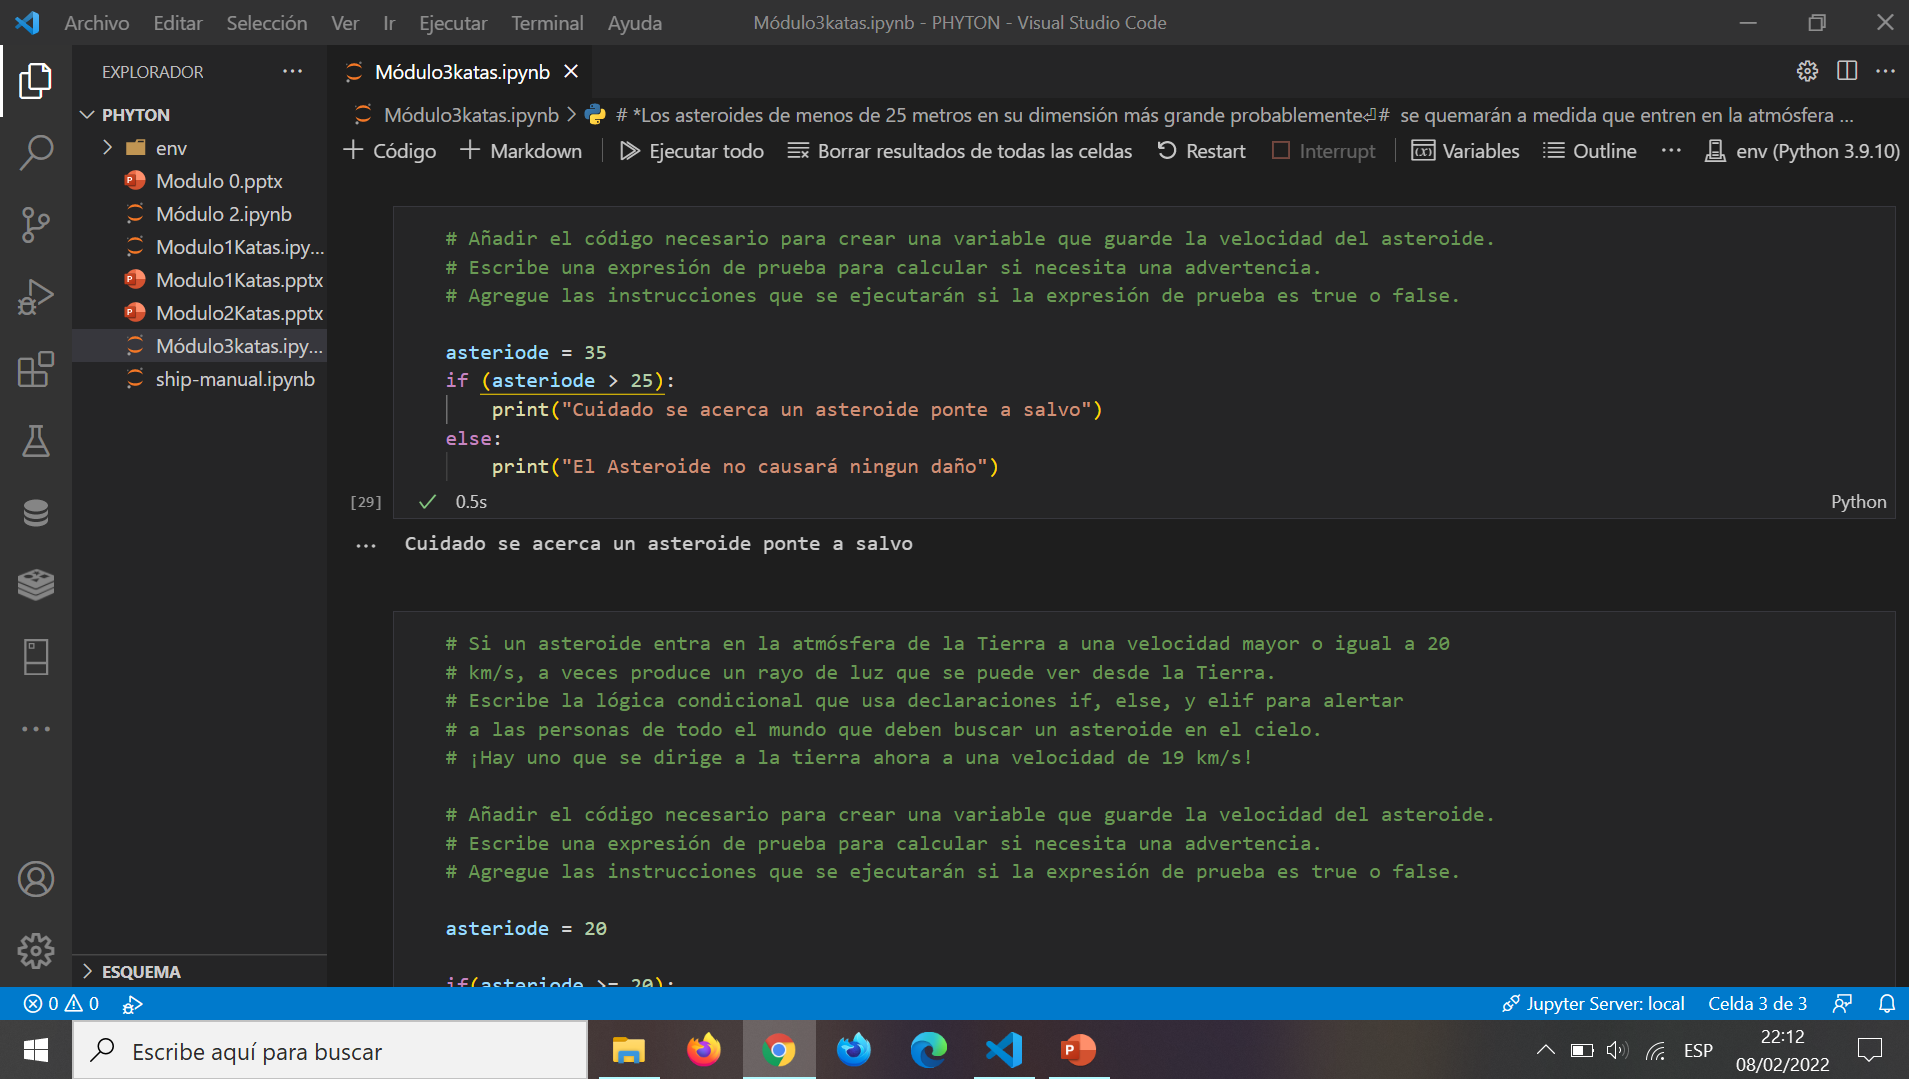 Archivo Editar Selección Ver Ir Ejecutar Terminal Ayuda
Módulo3katas.ipynb - PHYTON - Visual Studio Code
EXPLORADOR
PHYTON
env
Modulo 0.pptx
Módulo 2.ipynb
Modulo1Katas.ipy...
Modulo1Katas.pptx
Modulo2Katas.pptx
Módulo3katas.ipy...
ship-manual.ipynb
ESQUEMA
Módulo3katas.ipynb
Módulo3katas.ipynb > # *Los asteroides de menos de 25 metros en su dimensión más grande probablemente⏎# se quemarán a medida que entren en la atmósfera ...
Código Markdown Ejecutar todo Borrar resultados de todas las celdas Restart Interrupt Variables Outline ... env (Python 3.9.10)
# Añadir el código necesario para crear una variable que guarde la velocidad del asteroide.
# Escribe una expresión de prueba para calcular si necesita una advertencia.
# Agregue las instrucciones que se ejecutarán si la expresión de prueba es true o false.
asteriode = 35
if (asteriode > 25):
print("Cuidado se acerca un asteroide ponte a salvo")
else:
print("El Asteroide no causará ningun daño")
[29] 0.5s
Python
Cuidado se acerca un asteroide ponte a salvo
# Si un asteroide entra en la atmósfera de la Tierra a una velocidad mayor o igual a 20
# km/s, a veces produce un rayo de luz que se puede ver desde la Tierra.
# Escribe la lógica condicional que usa declaraciones if, else, y elif para alertar
# a las personas de todo el mundo que deben buscar un asteroide en el cielo.
# ¡Hay uno que se dirige a la tierra ahora a una velocidad de 19 km/s!
# Añadir el código necesario para crear una variable que guarde la velocidad del asteroide.
# Escribe una expresión de prueba para calcular si necesita una advertencia.
# Agregue las instrucciones que se ejecutarán si la expresión de prueba es true o false.
asteriode = 20
if(asteriode >= 20):
0 0
Jupyter Server: local Celda 3 de 3
Escribe aquí para buscar
ESP
22:12
08/02/2022